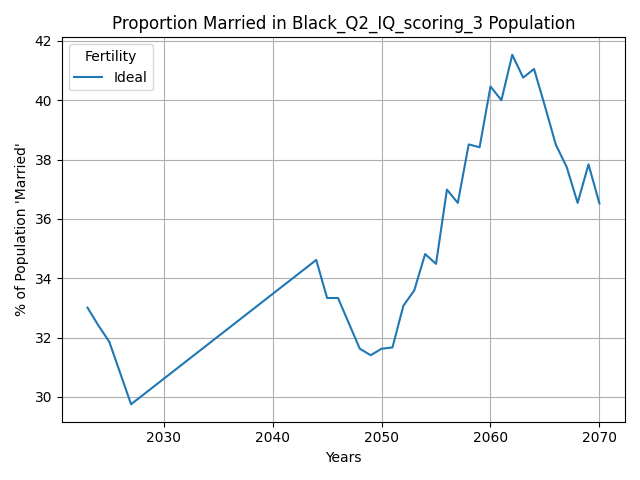 Proportion Married in Black_Q2_IQ_scoring_3 Population
Fertility
Ideal
% of Population 'Married'
42
40
38
36
34
32
30
2030
2040
2050
2060
2070
Years